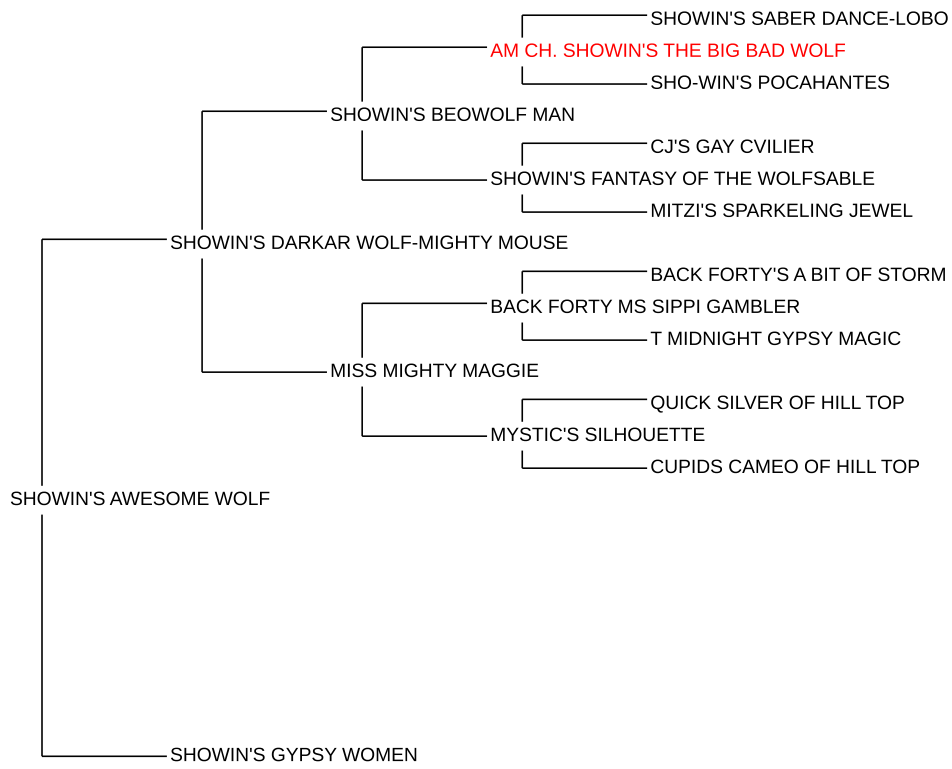 SHOWIN'S SABER DANCE-LOBO
AM CH. SHOWIN'S THE BIG BAD WOLF
SHO-WIN'S POCAHANTES
SHOWIN'S BEOWOLF MAN
CJ'S GAY CVILIER
SHOWIN'S FANTASY OF THE WOLFSABLE
MITZI'S SPARKELING JEWEL
SHOWIN'S DARKAR WOLF-MIGHTY MOUSE
BACK FORTY'S A BIT OF STORM
BACK FORTY MS SIPPI GAMBLER
T MIDNIGHT GYPSY MAGIC
MISS MIGHTY MAGGIE
QUICK SILVER OF HILL TOP
MYSTIC'S SILHOUETTE
CUPIDS CAMEO OF HILL TOP
SHOWIN'S AWESOME WOLF
SHOWIN'S GYPSY WOMEN